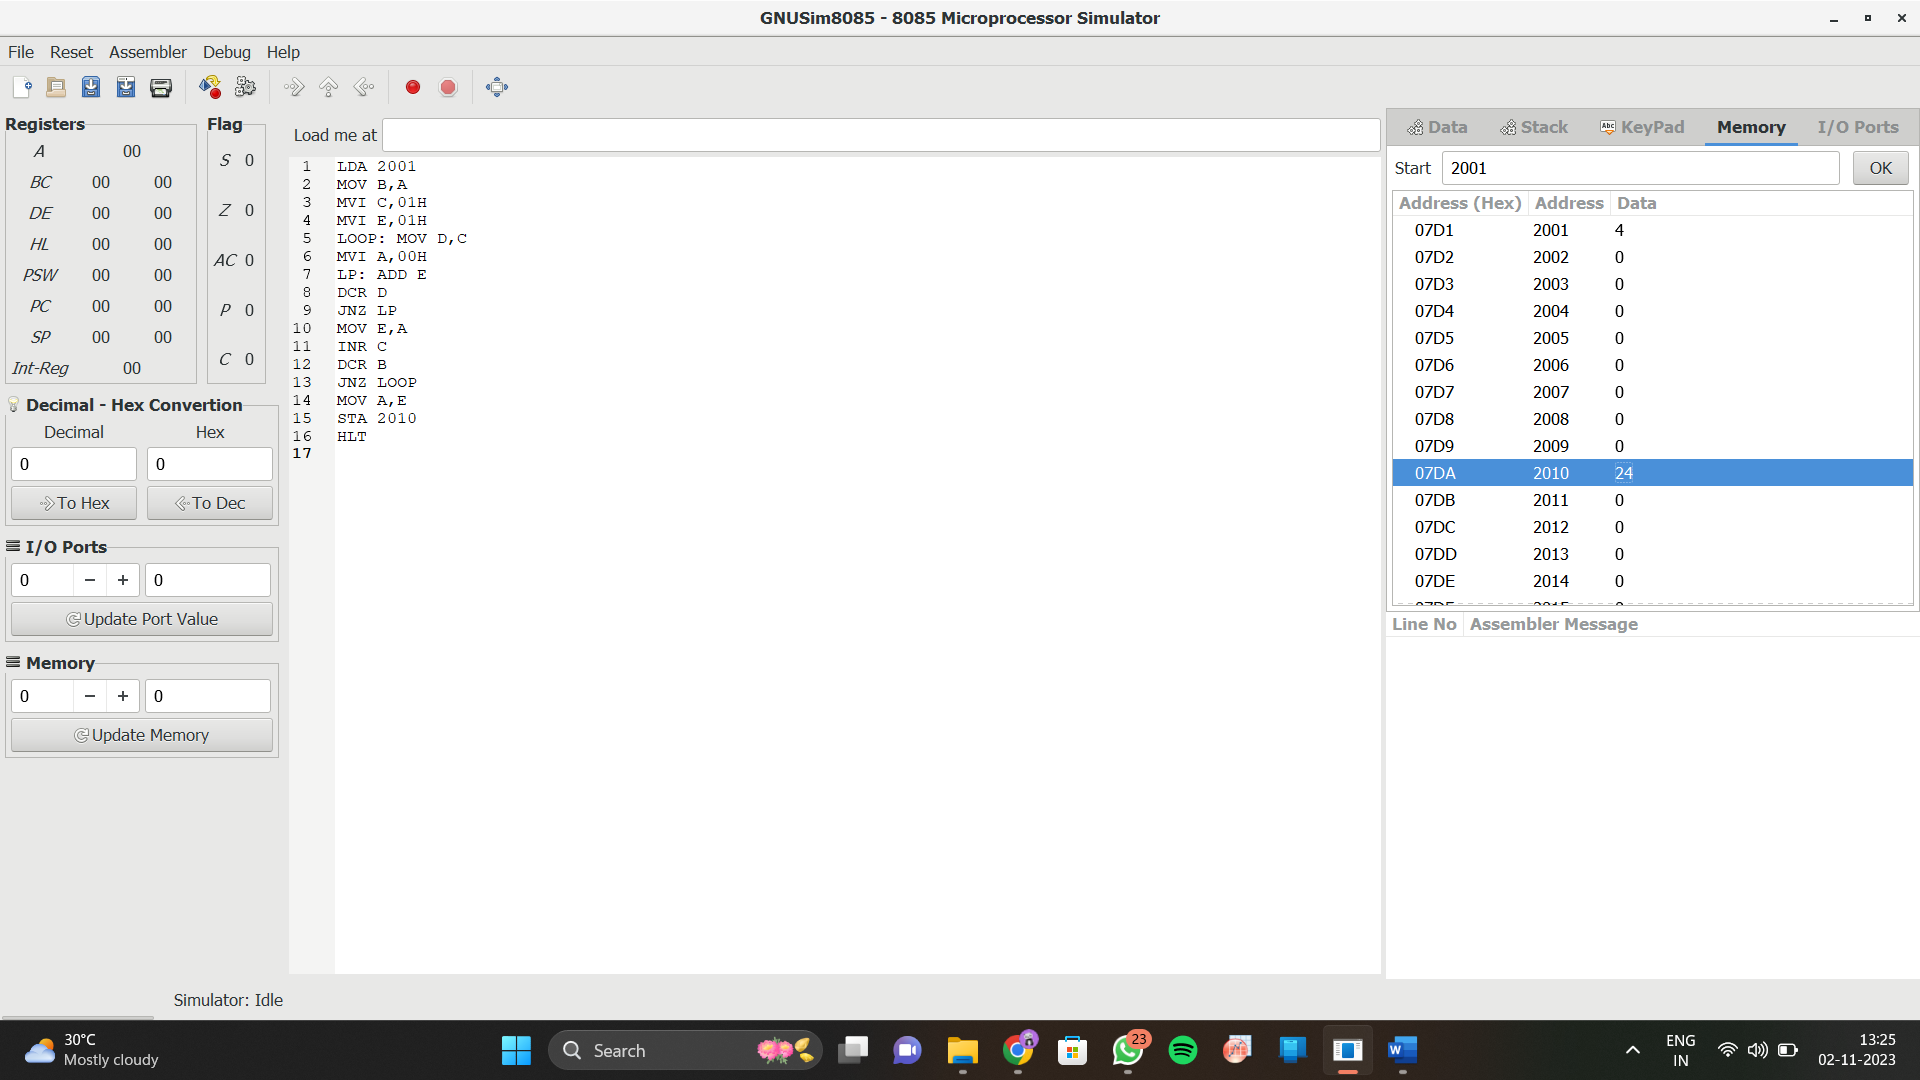 GNUSim8085 - 8085 Microprocessor Simulator
File Reset Assembler Debug Help
Registers
A 00
BC 00 00
DE 00 00
HL 00 00
PSW 00 00
PC 00 00
SP 00 00
Int-Reg 00
Flag
S 0
Z 0
AC 0
P 0
C 0
Decimal - Hex Convertion
Decimal Hex
0 0
To Hex To Dec
I/O Ports
0 − + 0
Update Port Value
Memory
0 − + 0
Update Memory
Load me at
1 LDA 2001
2 MOV B,A
3 MVI C,01H
4 MVI E,01H
5 LOOP: MOV D,C
6 MVI A,00H
7 LP: ADD E
8 DCR D
9 JNZ LP
10 MOV E,A
11 INR C
12 DCR B
13 JNZ LOOP
14 MOV A,E
15 STA 2010
16 HLT
17
Data Stack Abc KeyPad Memory I/O Ports
Start 2001 OK
Address (Hex) Address Data
07D1 2001 4
07D2 2002 0
07D3 2003 0
07D4 2004 0
07D5 2005 0
07D6 2006 0
07D7 2007 0
07D8 2008 0
07D9 2009 0
07DA 2010 24
07DB 2011 0
07DC 2012 0
07DD 2013 0
07DE 2014 0
Line No Assembler Message
Simulator: Idle
30°C
Mostly cloudy
Search
23
W
ENG
IN
13:25
02-11-2023